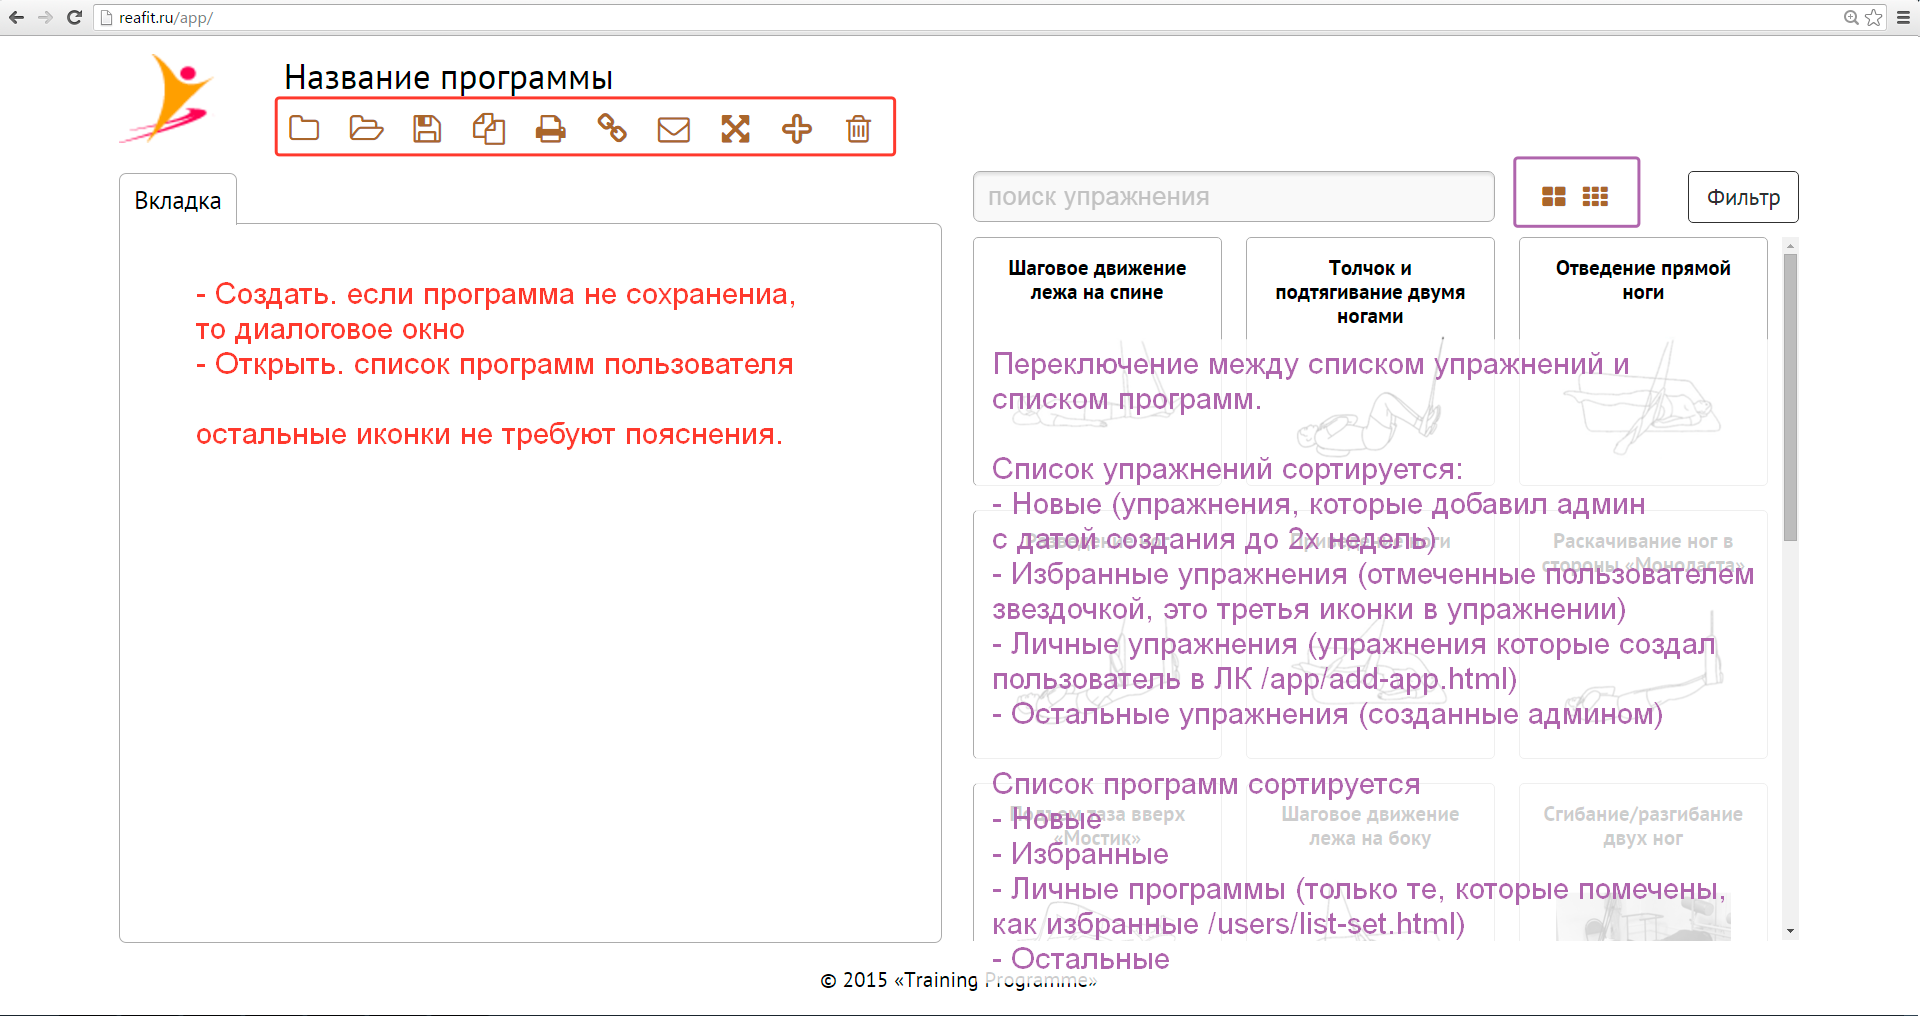 reafit.ru/app/
Название программы
Вкладка
поиск упражнения
Фильтр
- Создать. если программа не сохранениа,
то диалоговое окно
- Открыть. список программ пользователя
остальные иконки не требуют пояснения.
Шаговое движение
лежа на спине
Толчок и
подтягивание двумя
ногами
Отведение прямой
ноги
Переключение между списком упражнений и
списком программ.
Список упражнений сортируется:
- Новые (упражнения, которые добавил админ
с датой создания до 2х недель)
- Избранные упражнения (отмеченные пользователем
звездочкой, это третья иконки в упражнении)
- Личные упражнения (упражнения которые создал
пользователь в ЛК /app/add-app.html)
- Остальные упражнения (созданные админом)
Раскачивание ног в
стороны «Монодаста»
Список программ сортируется
- Новые
- Избранные
- Личные программы (только те, которые помечены,
как избранные /users/list-set.html)
- Остальные
Подъем таза вверх
«Мостик»
Шаговое движение
лежа на боку
Сгибание/разгибание
двух ног
© 2015 «Training Programme»